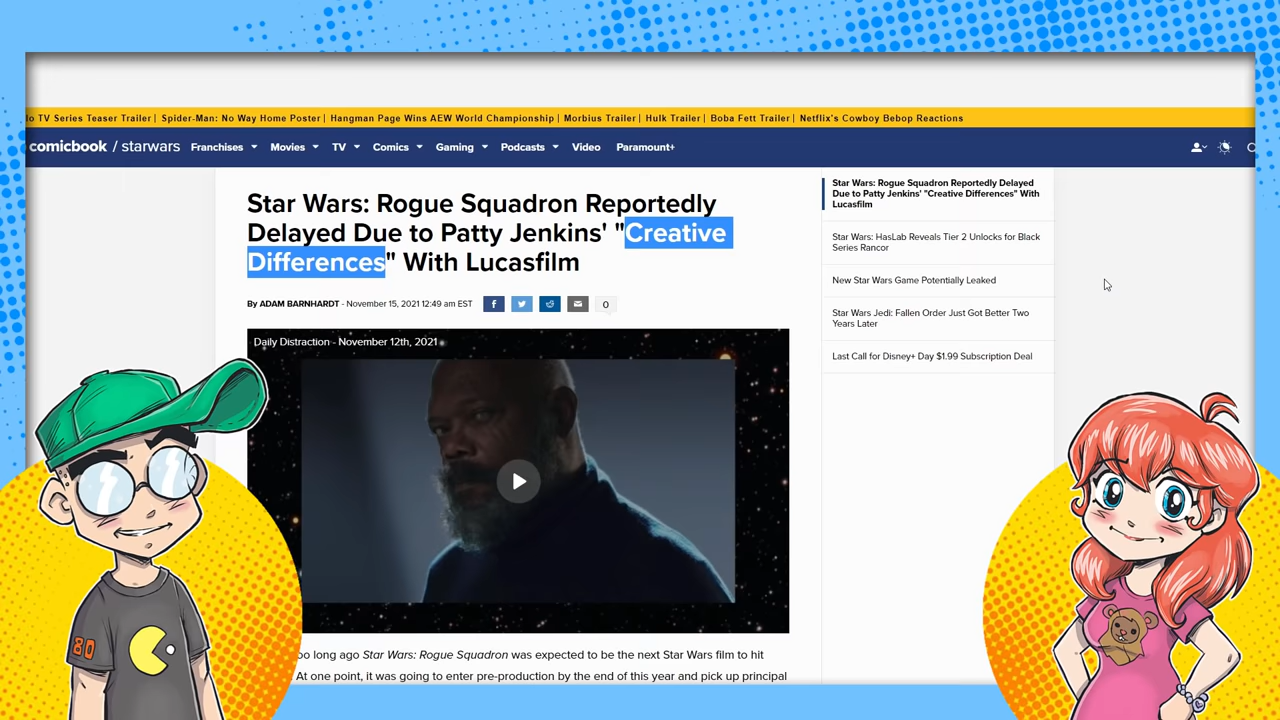 lo TV Series Teaser Trailer | Spider-Man: No Way Home Poster | Hangman Page Wins AEW World Championship | Morbius Trailer | Hulk Trailer | Boba Fett Trailer | Netflix's Cowboy Bebop Reactions
comicbook / starwars Franchises Movies TV Comics Gaming Podcasts Video Paramount+
Star Wars: Rogue Squadron Reportedly
Delayed Due to Patty Jenkins' "Creative
Differences" With Lucasfilm
By ADAM BARNHARDT - November 15, 2021 12:49 am EST
f
0
Daily Distraction - November 12th, 2021
oo long ago Star Wars: Rogue Squadron was expected to be the next Star Wars film to hit
At one point, it was going to enter pre-production by the end of this year and pick up principal
Star Wars: Rogue Squadron Reportedly Delayed
Due to Patty Jenkins' "Creative Differences" With
Lucasfilm
Star Wars: HasLab Reveals Tier 2 Unlocks for Black
Series Rancor
New Star Wars Game Potentially Leaked
Star Wars Jedi: Fallen Order Just Got Better Two
Years Later
Last Call for Disney+ Day $1.99 Subscription Deal
80